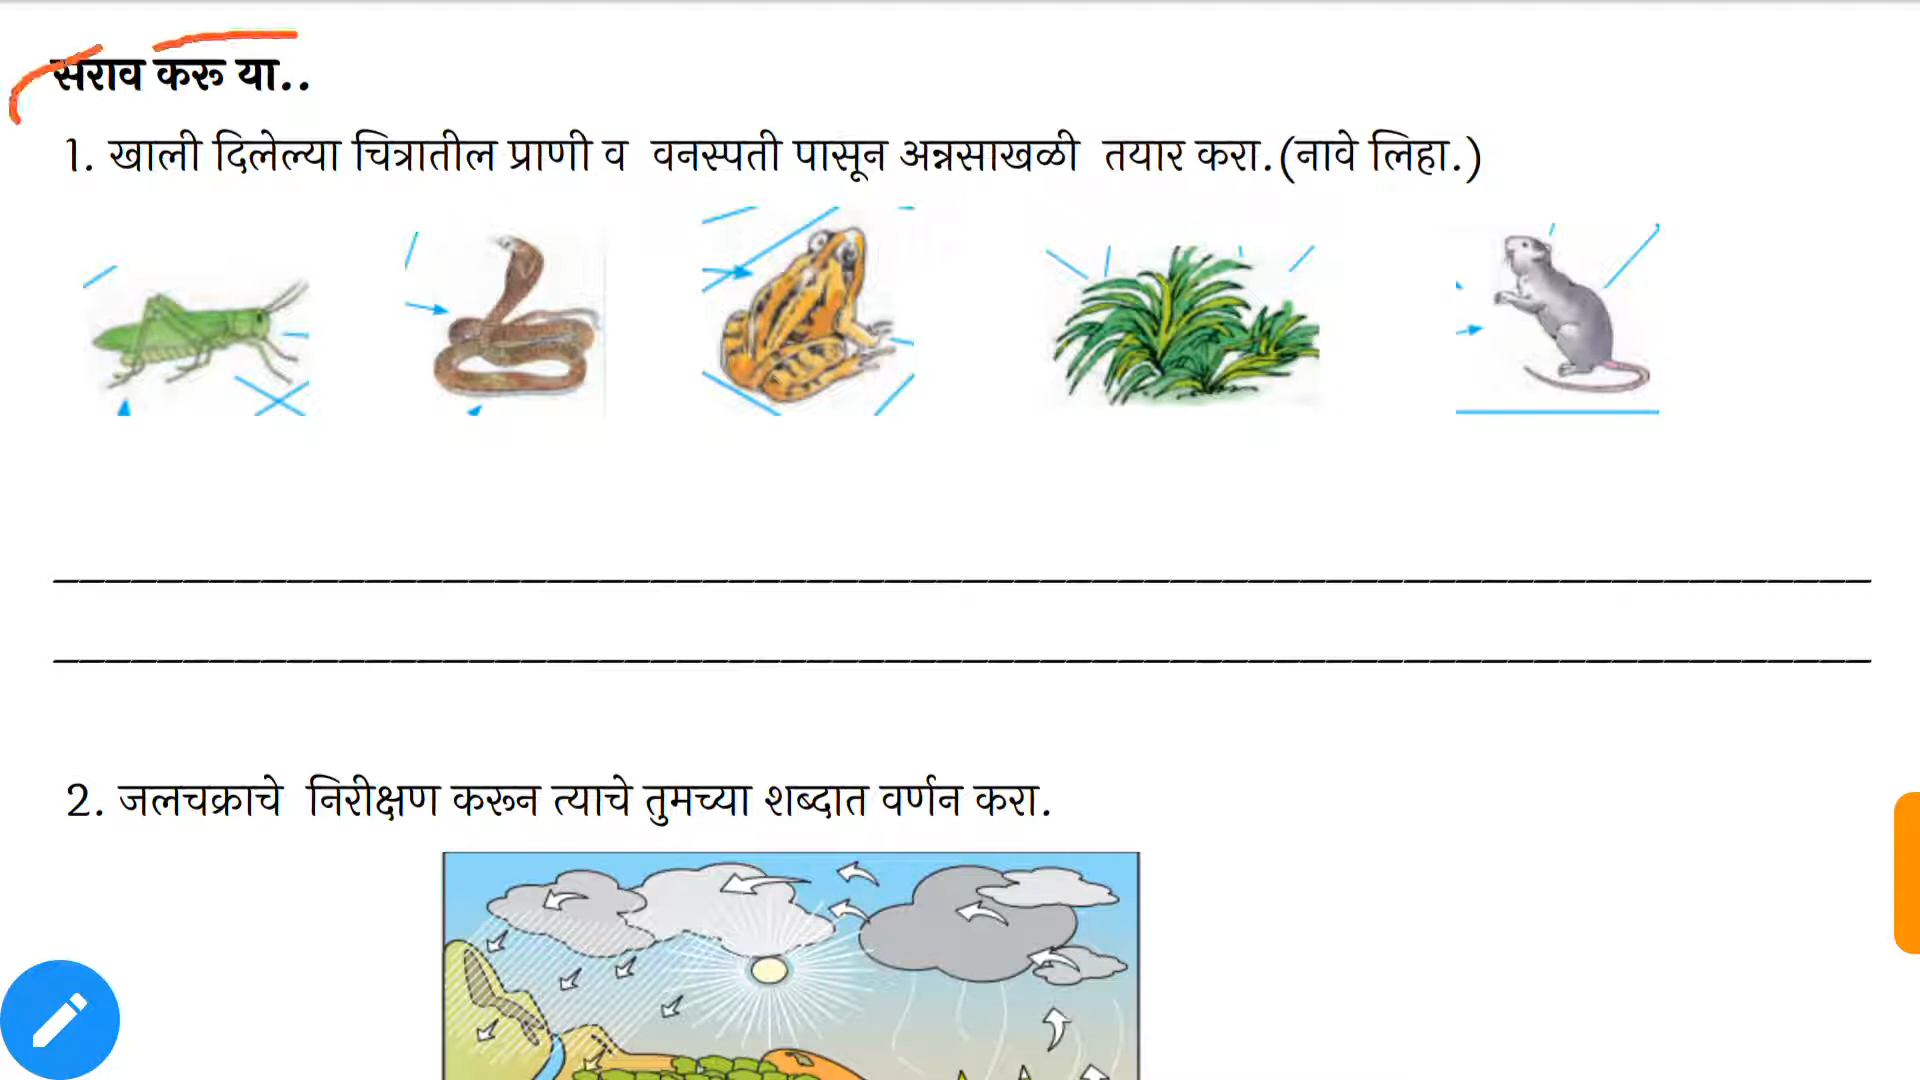 सराव करू या..
1. खाली दिलेल्या चित्रातील प्राणी व वनस्पती पासून अन्नसाखळी तयार करा.(नावे लिहा.)
2. जलचक्राचे निरीक्षण करून त्याचे तुमच्या शब्दात वर्णन करा.